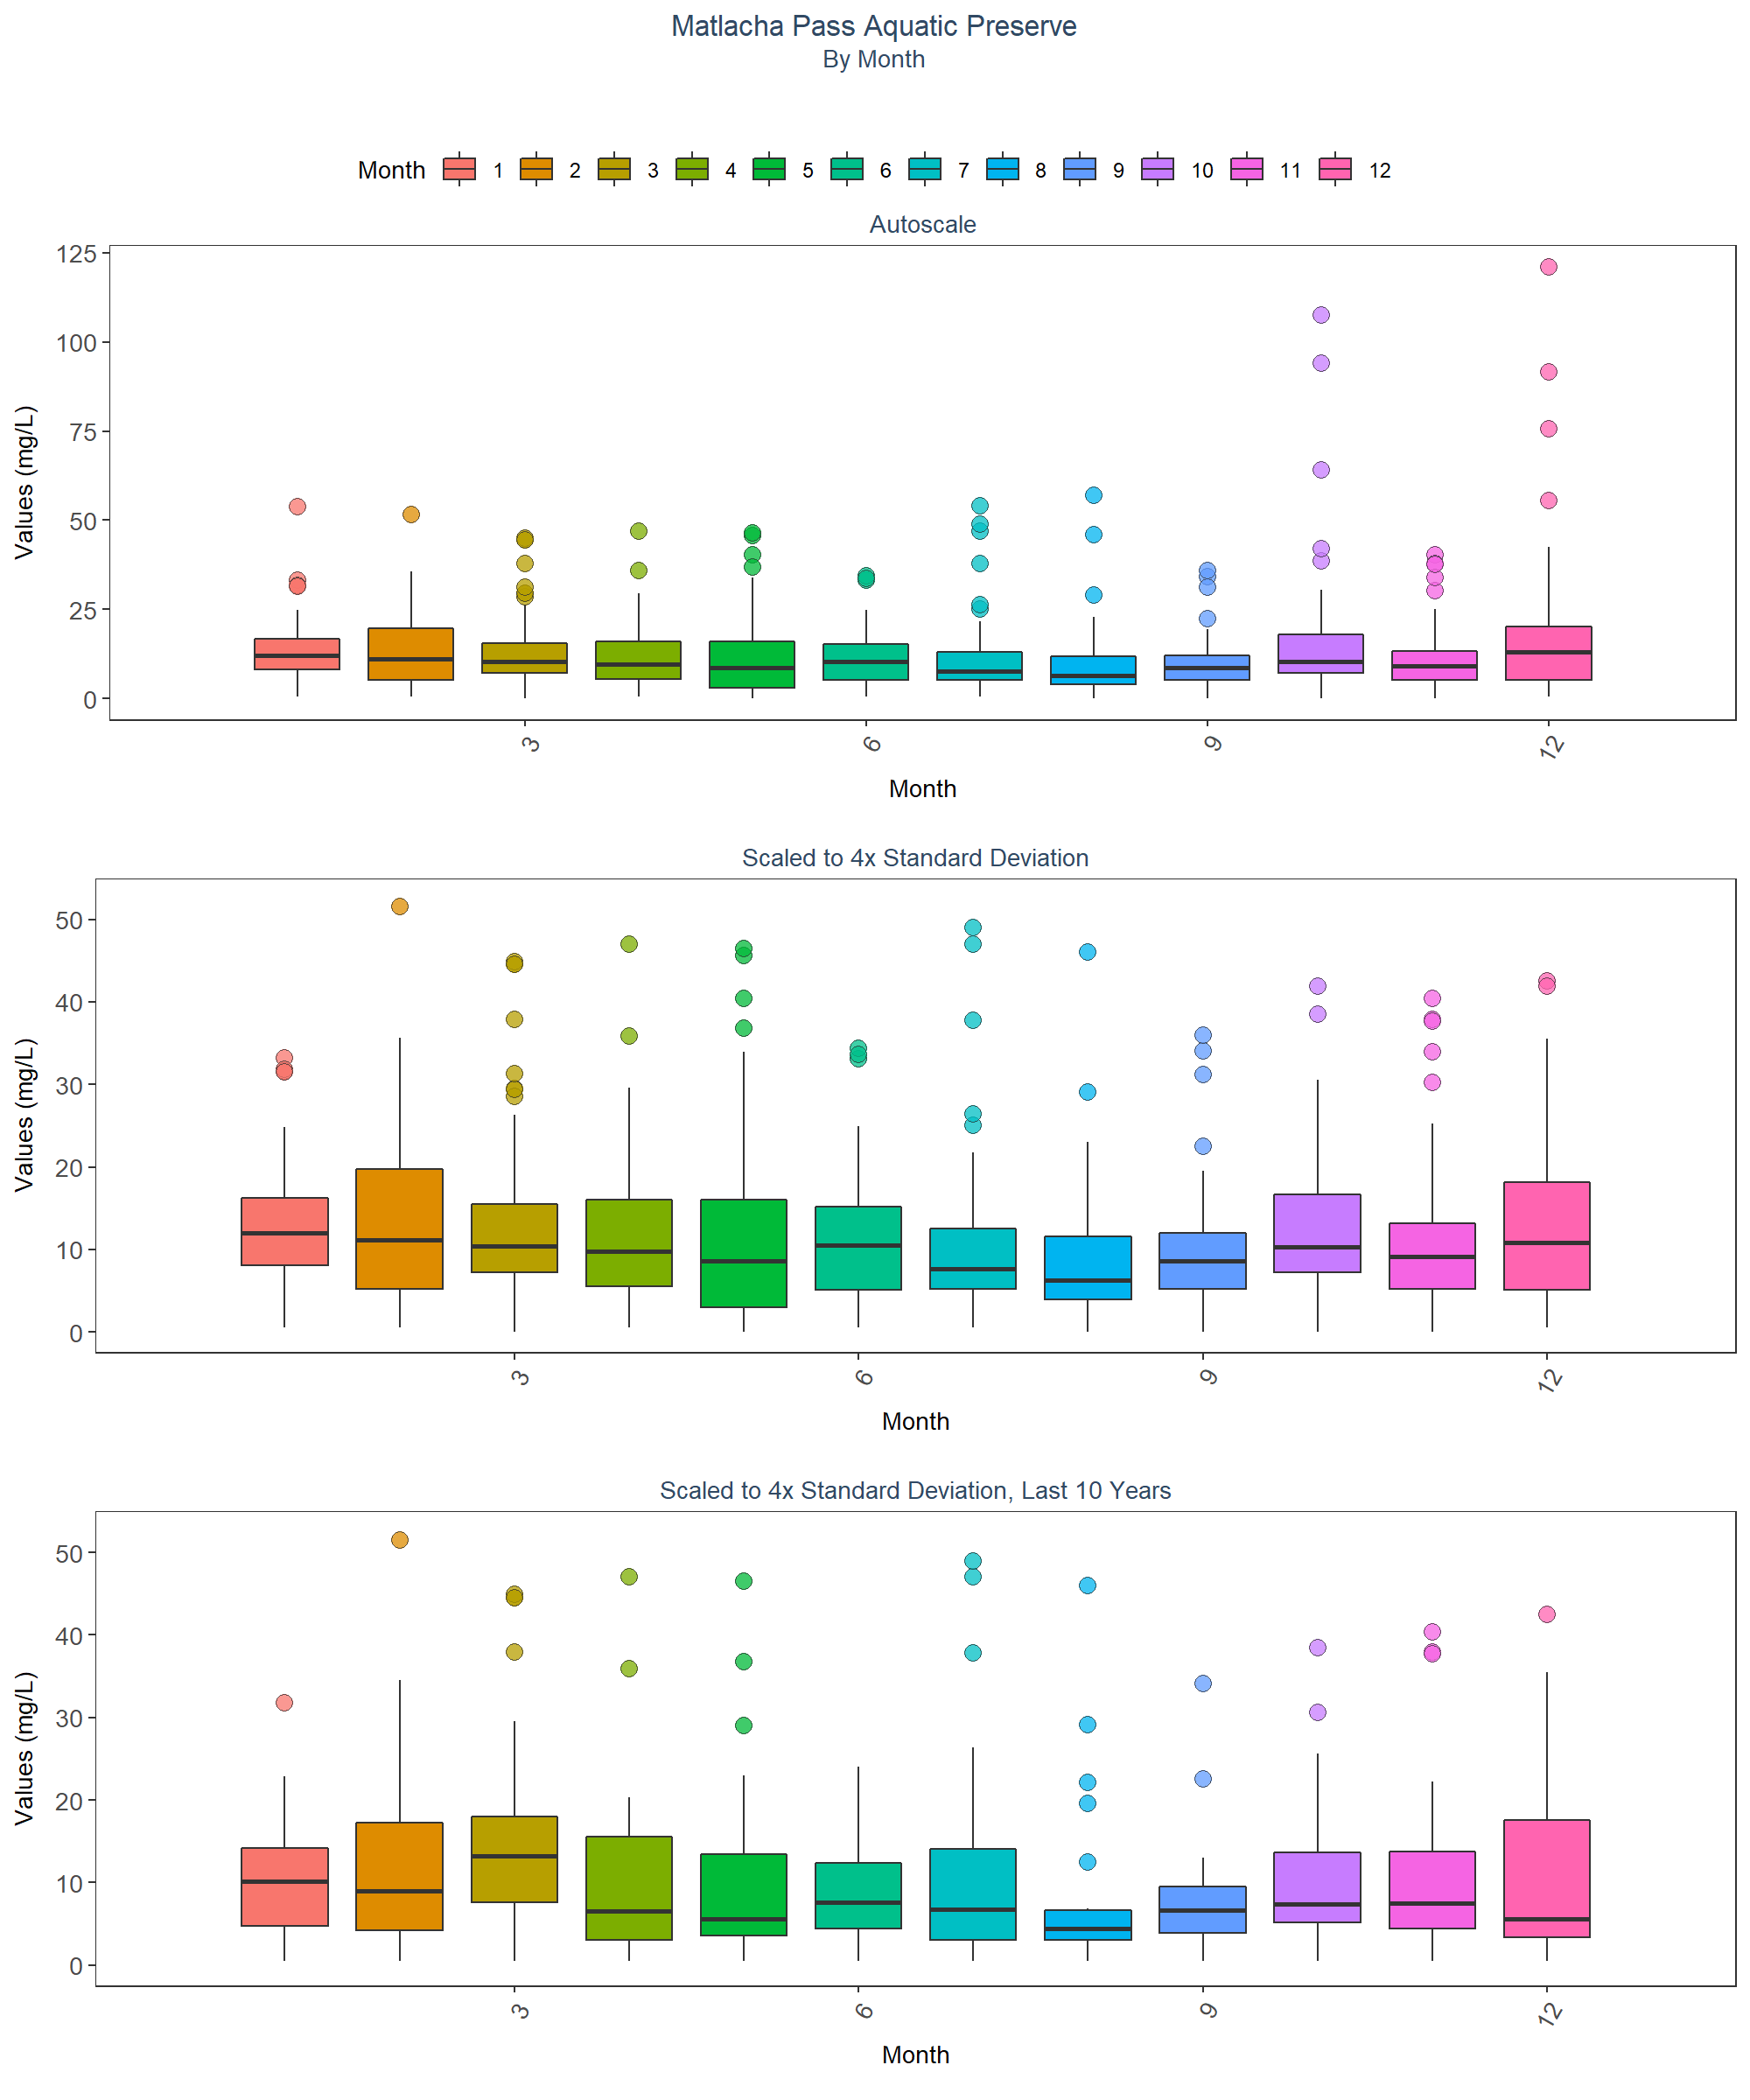 Matlacha Pass Aquatic Preserve
By Month
Month 1 2 3 4 5 6 7 8 9 10 11 12
Autoscale
125
100
75
50
25
0
Values (mg/L)
3 6 9 12
Month
Scaled to 4x Standard Deviation
50
40
30
20
10
0
Values (mg/L)
3 6 9 12
Month
Scaled to 4x Standard Deviation, Last 10 Years
50
40
30
20
10
0
Values (mg/L)
3 6 9 12
Month